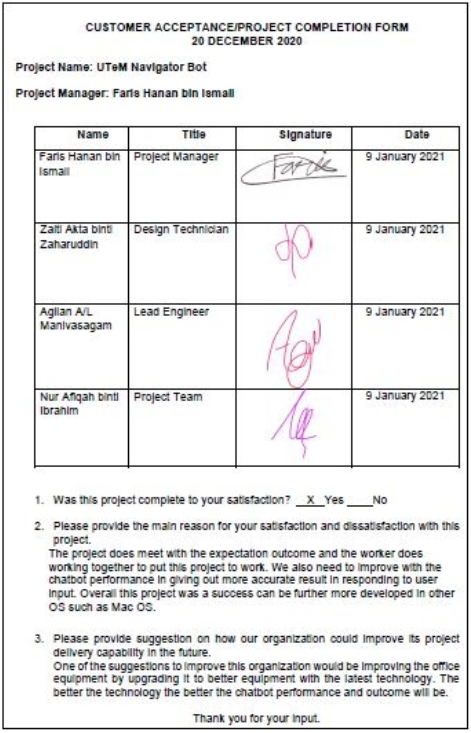 CUSTOMER ACCEPTANCE/PROJECT COMPLETION FORM
20 DECEMBER 2020
Project Name: UTeM Navigator Bot
Project Manager: Faris Hanan bin Ismail
Name Title Signature Date
Faris Hanan bin Project Manager Faris 9 January 2021
Ismail
Zaiti Akta binti Design Technician 9 January 2021
Zaharuddin
Agilan A/L Lead Engineer 9 January 2021
Manivasagam
Nur Afiqah binti Project Team 9 January 2021
Ibrahim
1. Was this project complete to your satisfaction? _X_ Yes ____No
2. Please provide the main reason for your satisfaction and dissatisfaction with this
project.
The project does meet with the expectation outcome and the worker does
working together to put this project to work. We also need to improve with the
chatbot performance in giving out more accurate result in responding to user
input. Overall this project was a success can be further more developed in other
OS such as Mac OS.
3. Please provide suggestion on how our organization could improve its project
delivery capability in the future.
One of the suggestions to improve this organization would be improving the office
equipment by upgrading it to better equipment with the latest technology. The
better the technology the better the chatbot performance and outcome will be.
Thank you for your input.